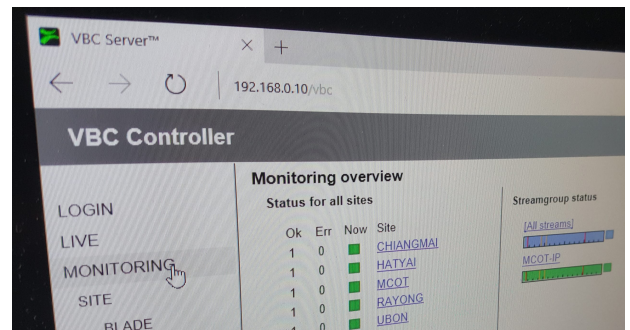 VBC Server™
192.168.0.10/vbc
VBC Controller
LOGIN
LIVE
MONITORING
SITE
BLADE
Monitoring overview
Status for all sites
Ok Err Now Site
1 0 CHIANGMAI
1 0 HATYAI
1 0 MCOT
1 0 RAYONG
1 0 UBON
Streamgroup status
[All streams]
MCOT-IP